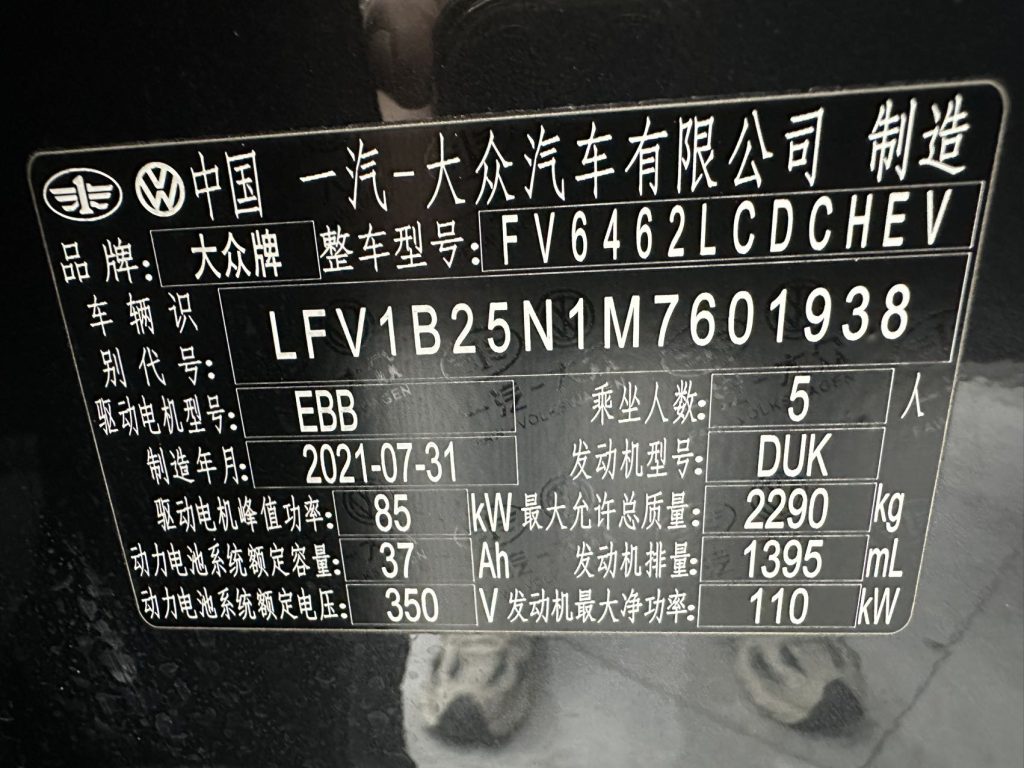 中国 一汽-大众汽车有限公司 制造
品牌: 大众牌 整车型号: FV6462LCDCHEV
车辆识别代号: LFV1B25N1M7601938
驱动电机型号: EBB 乘坐人数: 5 人
制造年月: 2021-07-31 发动机型号: DUK
驱动电机峰值功率: 85 kW 最大允许总质量: 2290 kg
动力电池系统额定容量: 37 Ah 发动机排量: 1395 mL
动力电池系统额定电压: 350 V 发动机最大净功率: 110 kW